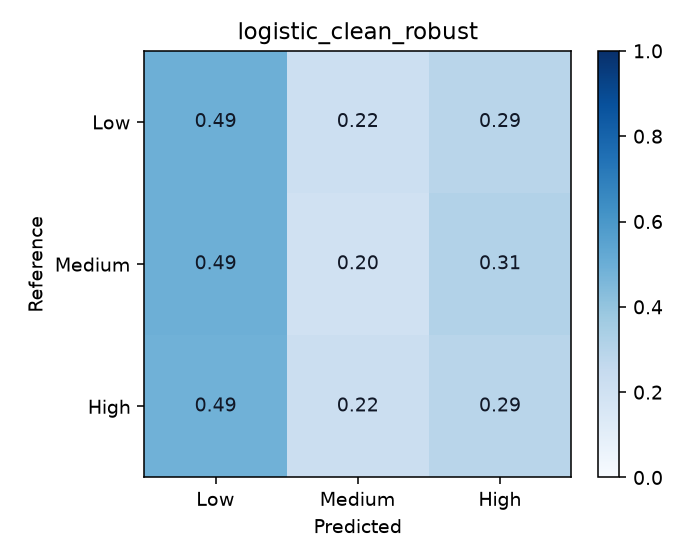 logistic_clean_robust
1.0
Low 0.49 0.22 0.29
0.8
0.6
Reference
Medium 0.49 0.20 0.31
0.4
0.2
High 0.49 0.22 0.29
0.0
Low Medium High
Predicted